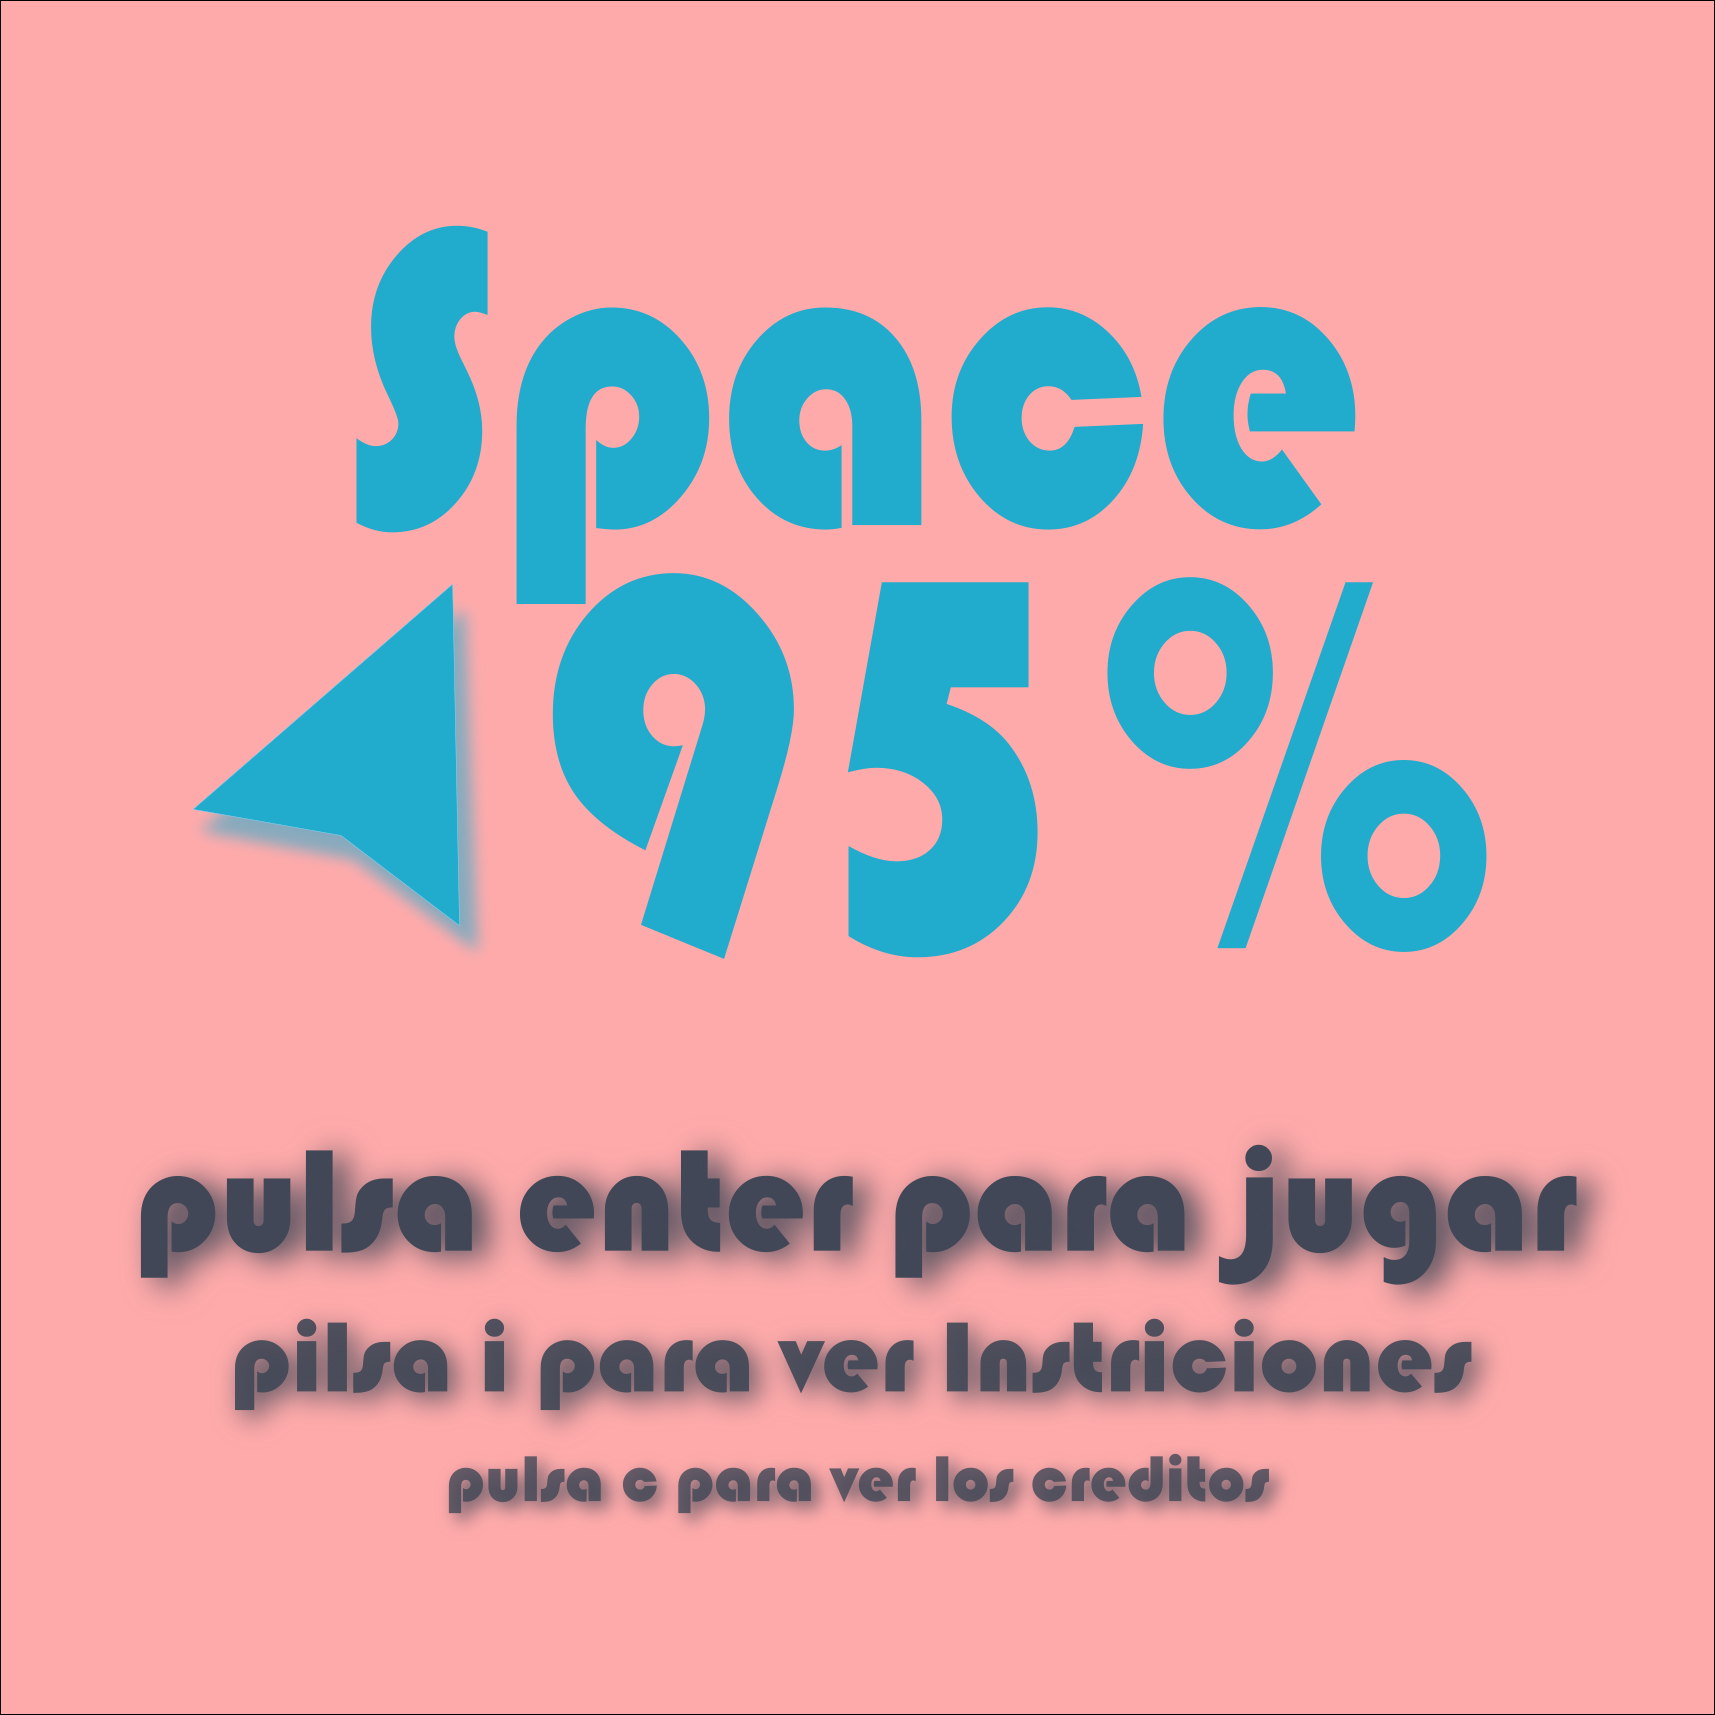 Space
95%
pulsa enter para jugar
pilsa i para ver Instriciones
pulsa c para ver los creditos